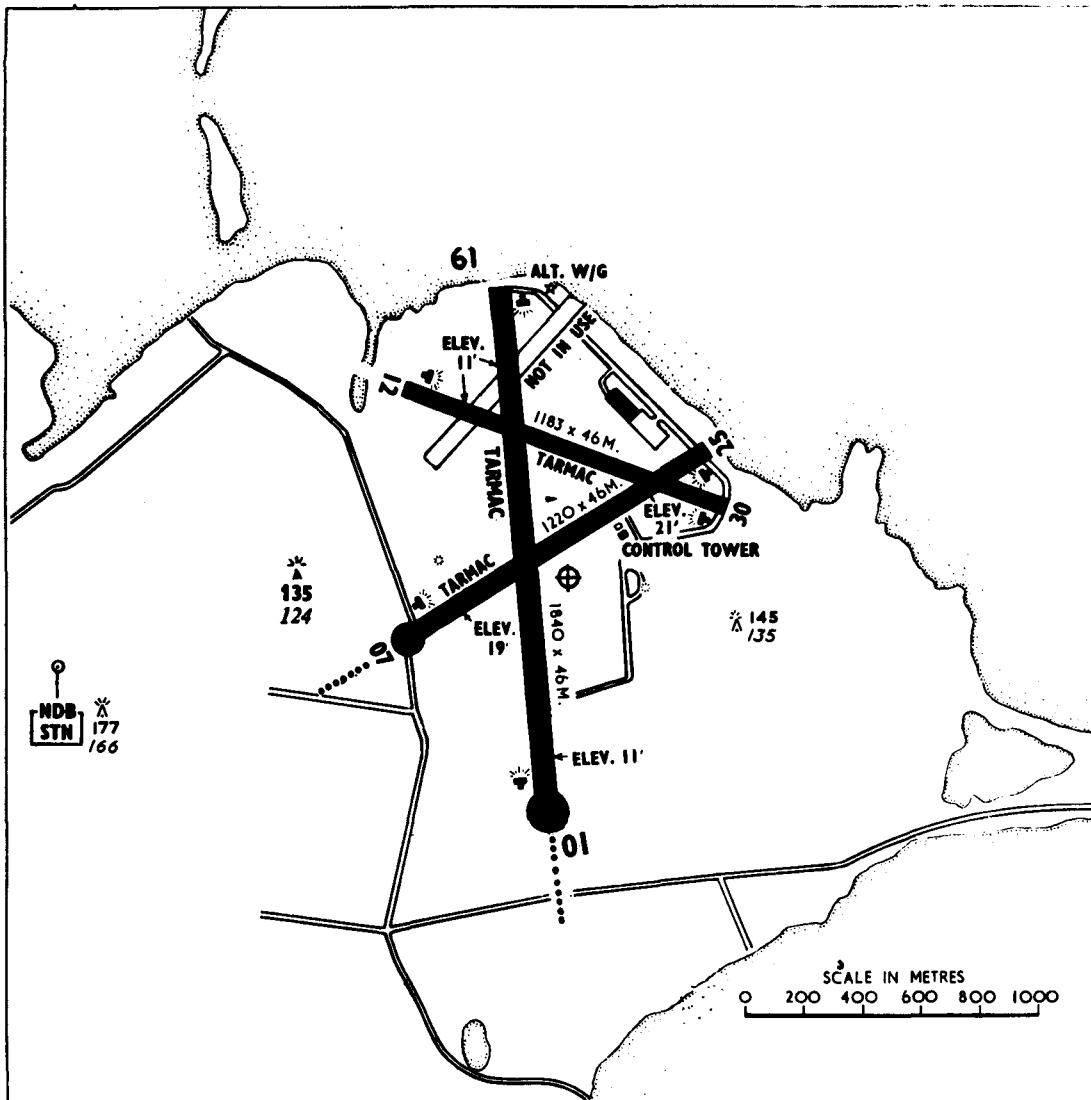 19
ALT. W/G
ELEV.
11'
NOT IN USE
12
1183 x 46M.
TARMAC
TARMAC
25
1220 x 46M.
ELEV.
21'
30
CONTROL TOWER
TARMAC
135
124
145
135
07
ELEV.
19'
1840 x 46M.
NDB
STN
177
166
ELEV. 11'
01
SCALE IN METRES
0 200 400 600 800 1000